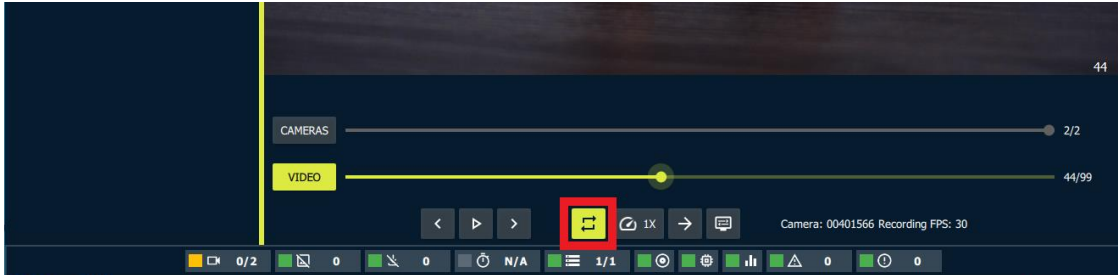 44
CAMERAS 2/2
VIDEO 44/99
1X Camera: 00401566 Recording FPS: 30
0/2 0 0 N/A 1/1 0 0